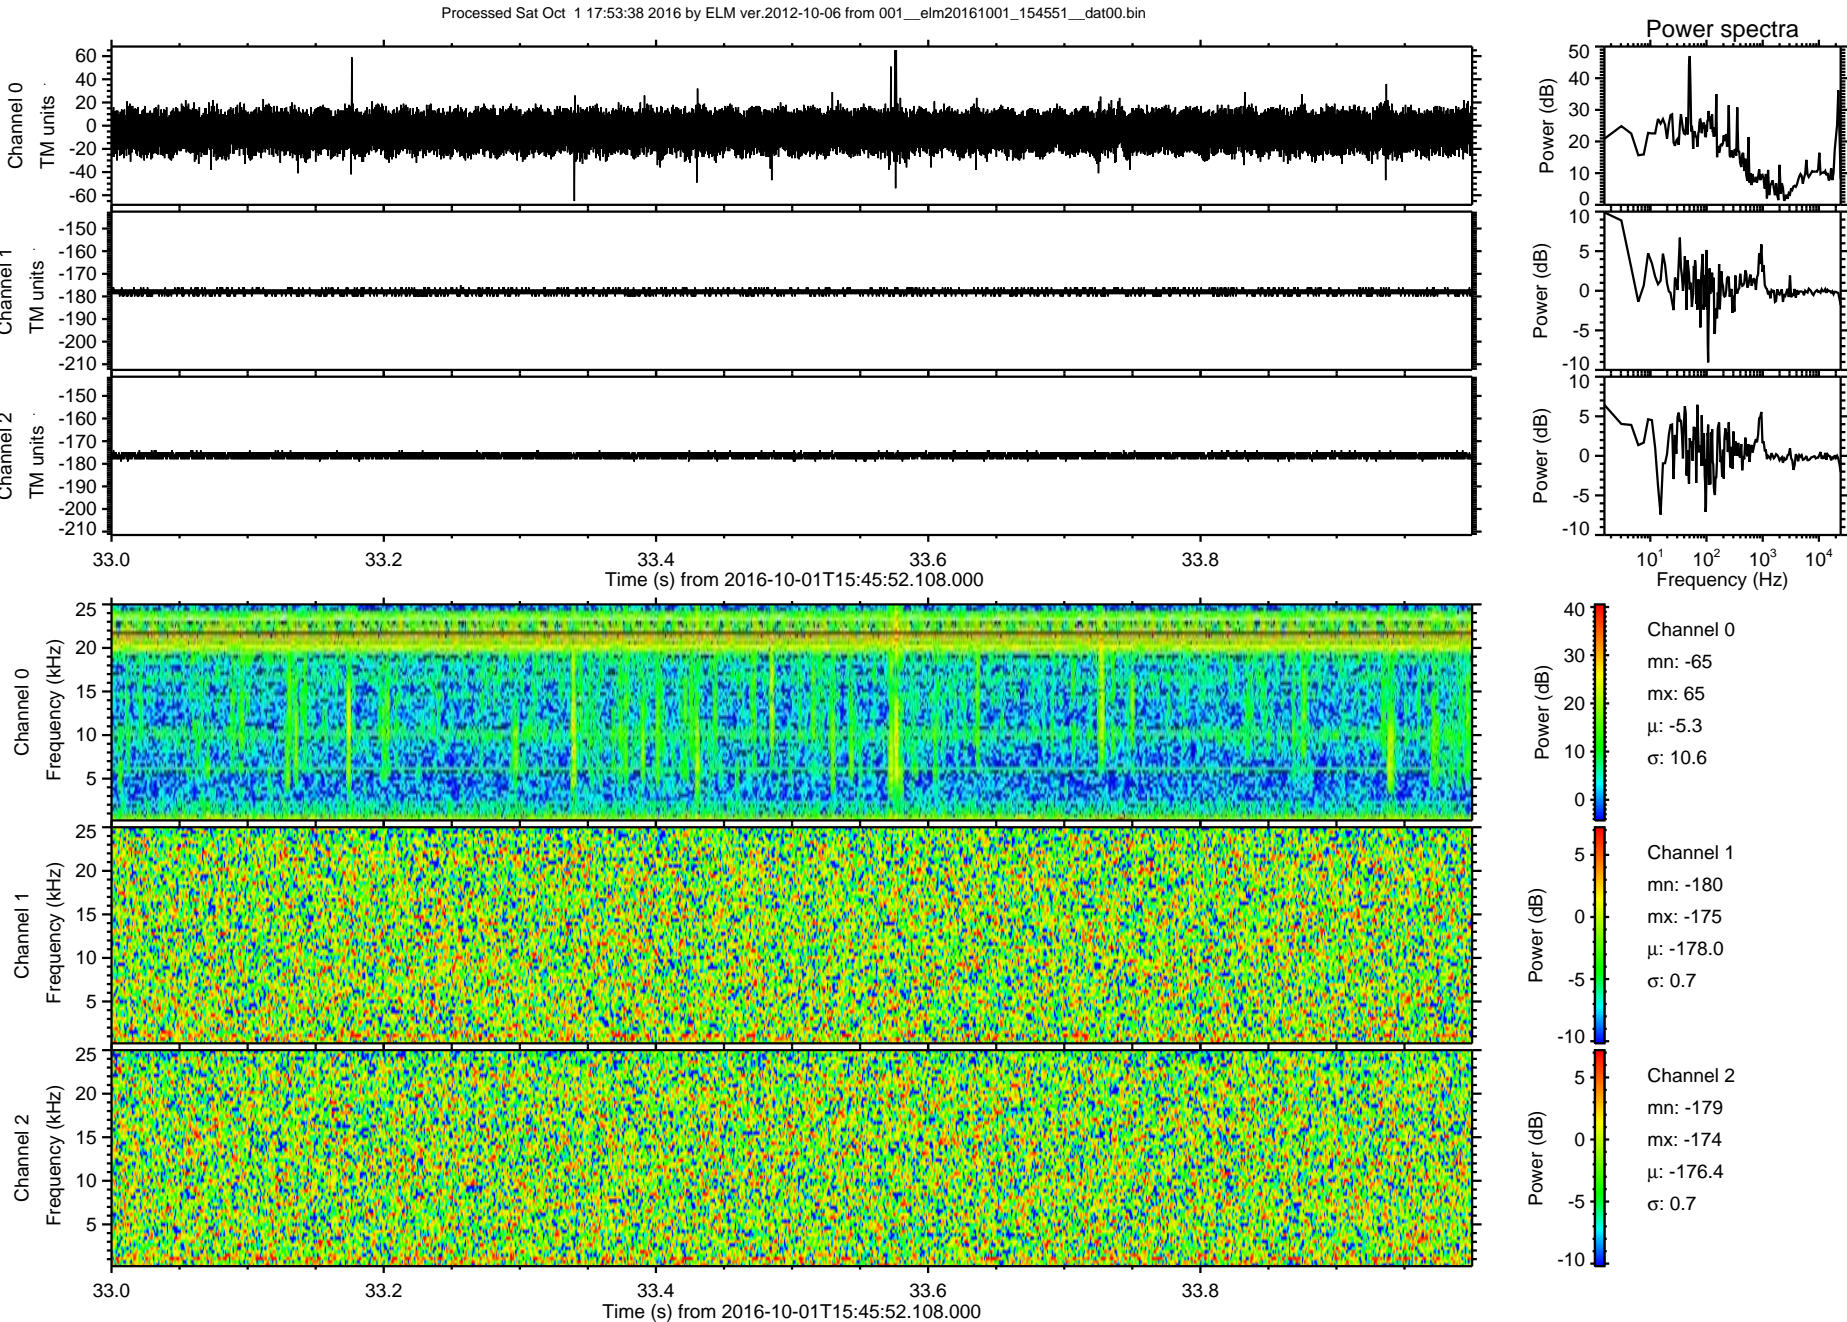 Processed Sat Oct  1 17:53:38 2016 by ELM ver.2012-10-06 from 001__elm20161001_154551__dat00.bin
Power spectra
Channel 0
TM units
60
40
20
0
-20
-40
-60
Power (dB)
50
40
30
20
10
0
Channel 1
TM units
-150
-160
-170
-180
-190
-200
-210
Power (dB)
10
5
0
-5
-10
Channel 2
TM units
-150
-160
-170
-180
-190
-200
-210
Power (dB)
10
5
0
-5
-10
33.0 33.2 33.4 33.6 33.8
Time (s) from 2016-10-01T15:45:52.108.000
10¹ 10² 10³ 10⁴
Frequency (Hz)
Channel 0
Frequency (kHz)
25
20
15
10
5
Power (dB)
40
30
20
10
0
Channel 0
mn: -65
mx: 65
μ: -5.3
σ: 10.6
Channel 1
Frequency (kHz)
25
20
15
10
5
Power (dB)
5
0
-5
-10
Channel 1
mn: -180
mx: -175
μ: -178.0
σ: 0.7
Channel 2
Frequency (kHz)
25
20
15
10
5
Power (dB)
5
0
-5
-10
Channel 2
mn: -179
mx: -174
μ: -176.4
σ: 0.7
33.0 33.2 33.4 33.6 33.8
Time (s) from 2016-10-01T15:45:52.108.000